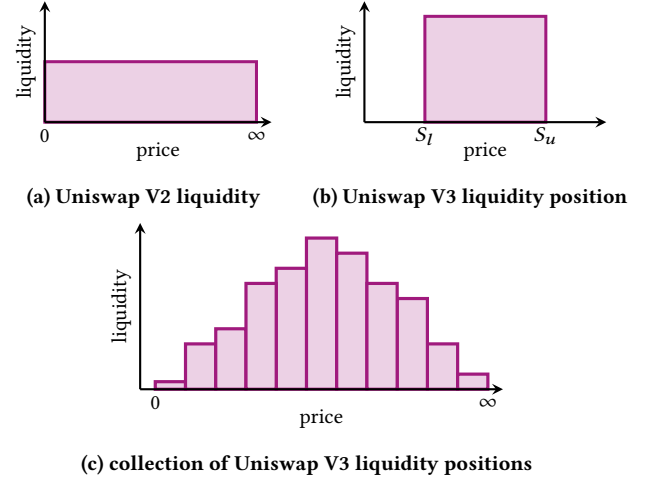 liquidity
0
∞
price
(a) Uniswap V2 liquidity
liquidity
S_l
S_u
price
(b) Uniswap V3 liquidity position
liquidity
0
∞
price
(c) collection of Uniswap V3 liquidity positions